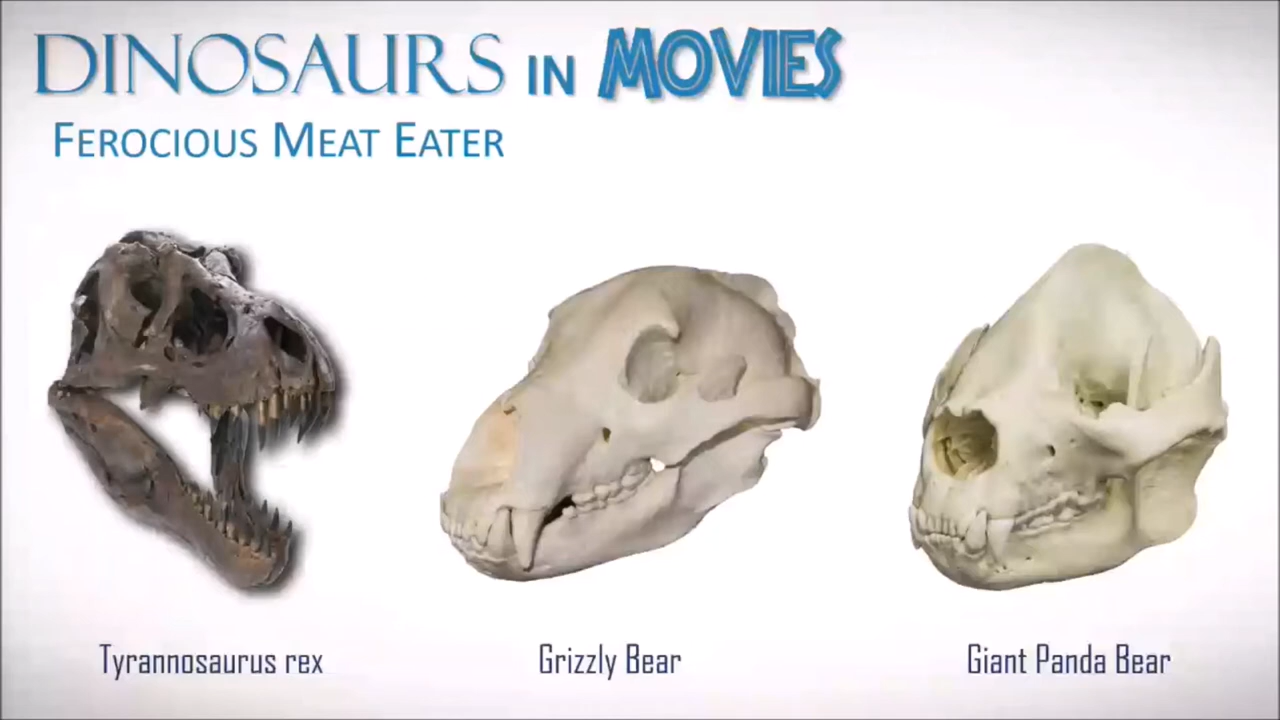 DINOSAURS IN MOVIES
FEROCIOUS MEAT EATER
Tyrannosaurus rex
Grizzly Bear
Giant Panda Bear